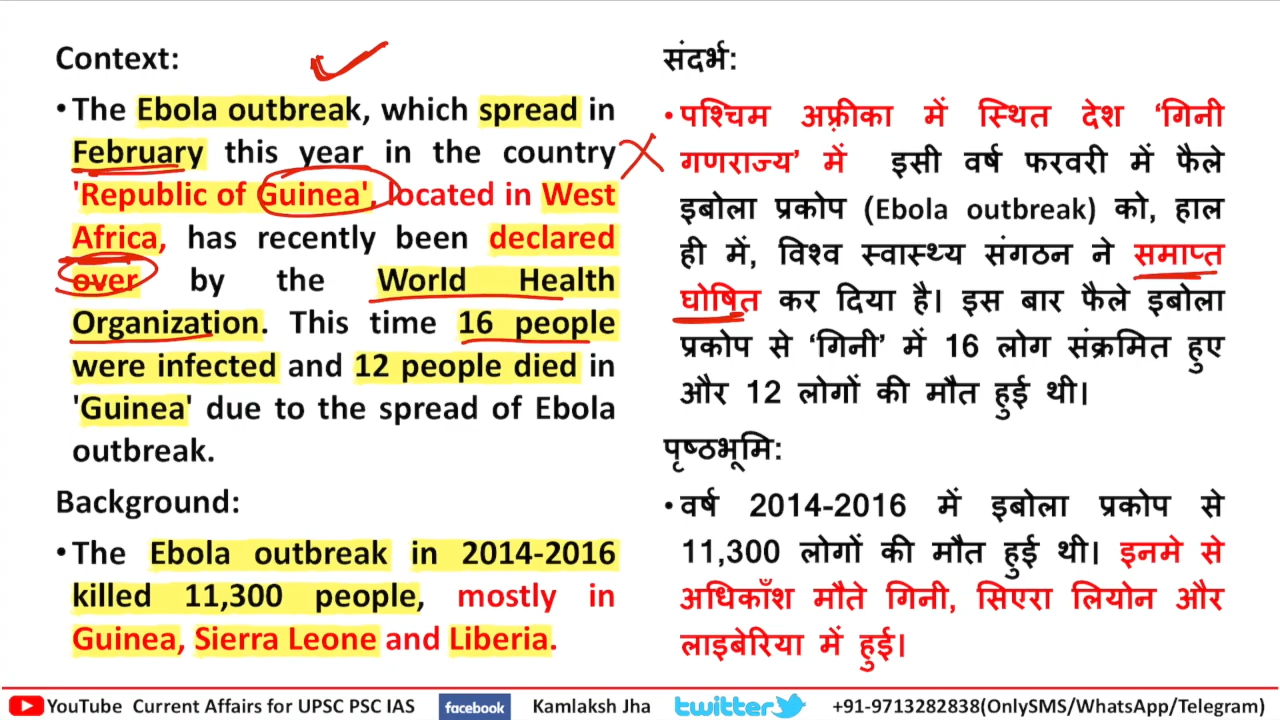 Context:
• The Ebola outbreak, which spread in
February this year in the country
'Republic of Guinea', located in West
Africa, has recently been declared
over by the World Health
Organization. This time 16 people
were infected and 12 people died in
'Guinea' due to the spread of Ebola
outbreak.
Background:
• The Ebola outbreak in 2014-2016
killed 11,300 people, mostly in
Guinea, Sierra Leone and Liberia.
संदर्भ:
• पश्चिम अफ़्रीका में स्थित देश ‘गिनी
गणराज्य’ में इसी वर्ष फरवरी में फैले
इबोला प्रकोप (Ebola outbreak) को, हाल
ही में, विश्व स्वास्थ्य संगठन ने समाप्त
घोषित कर दिया है। इस बार फैले इबोला
प्रकोप से ‘गिनी’ में 16 लोग संक्रमित हुए
और 12 लोगों की मौत हुई थी।
पृष्ठभूमि:
• वर्ष 2014-2016 में इबोला प्रकोप से
11,300 लोगों की मौत हुई थी। इनमे से
अधिकाँश मौते गिनी, सिएरा लियोन और
लाइबेरिया में हुई।
YouTube Current Affairs for UPSC PSC IAS facebook Kamlaksh Jha twitter +91-9713282838(OnlySMS/WhatsApp/Telegram)